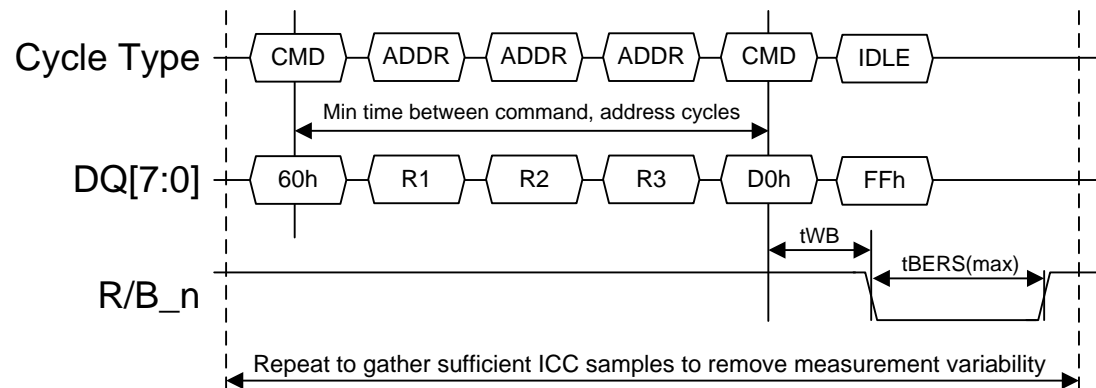 Cycle Type CMD ADDR ADDR ADDR CMD IDLE
Min time between command, address cycles
DQ[7:0] 60h R1 R2 R3 D0h FFh
tWB
tBERS(max)
R/B_n
Repeat to gather sufficient ICC samples to remove measurement variability